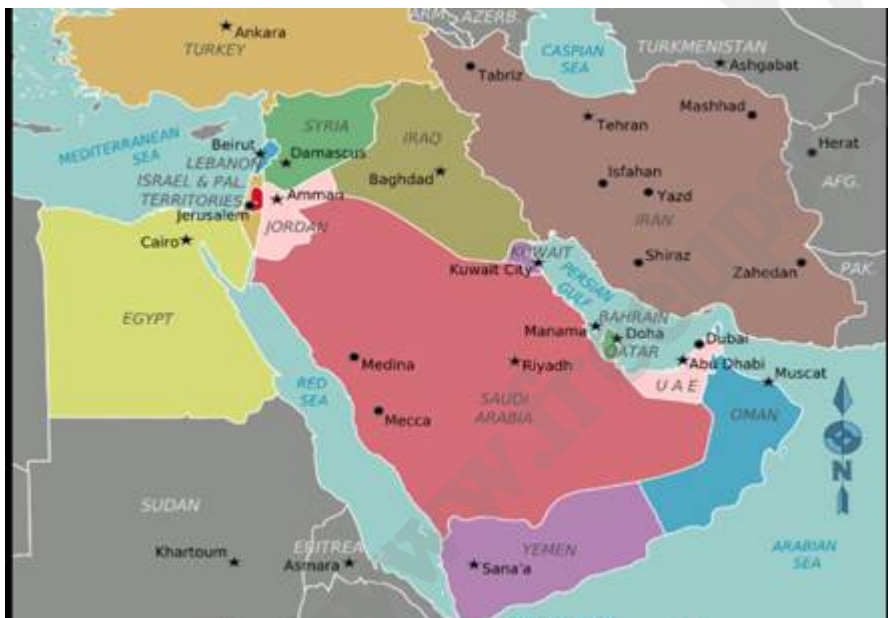 ARM.
AZERB.
Ankara
TURKEY
CASPIAN
SEA
TURKMENISTAN
Ashgabat
Tabriz
Mashhad
Tehran
SYRIA
IRAQ
MEDITERRANEAN
SEA
Beirut
LEBANON
Damascus
Herat
ISRAEL & PAL.
TERRITORIES
Baghdad
Isfahan
Yazd
AFG.
Amman
Jerusalem
JORDAN
IRAN
Cairo
KUWAIT
Kuwait City
Shiraz
Zahedan
PAK.
PERSIAN
GULF
EGYPT
BAHRAIN
Manama
Doha
QATAR
Dubai
Abu Dhabi
Medina
Riyadh
UAE
Muscat
RED
SEA
Mecca
SAUDI
ARABIA
OMAN
N
SUDAN
Khartoum
ERITREA
Asmara
YEMEN
Sana'a
ARABIAN
SEA